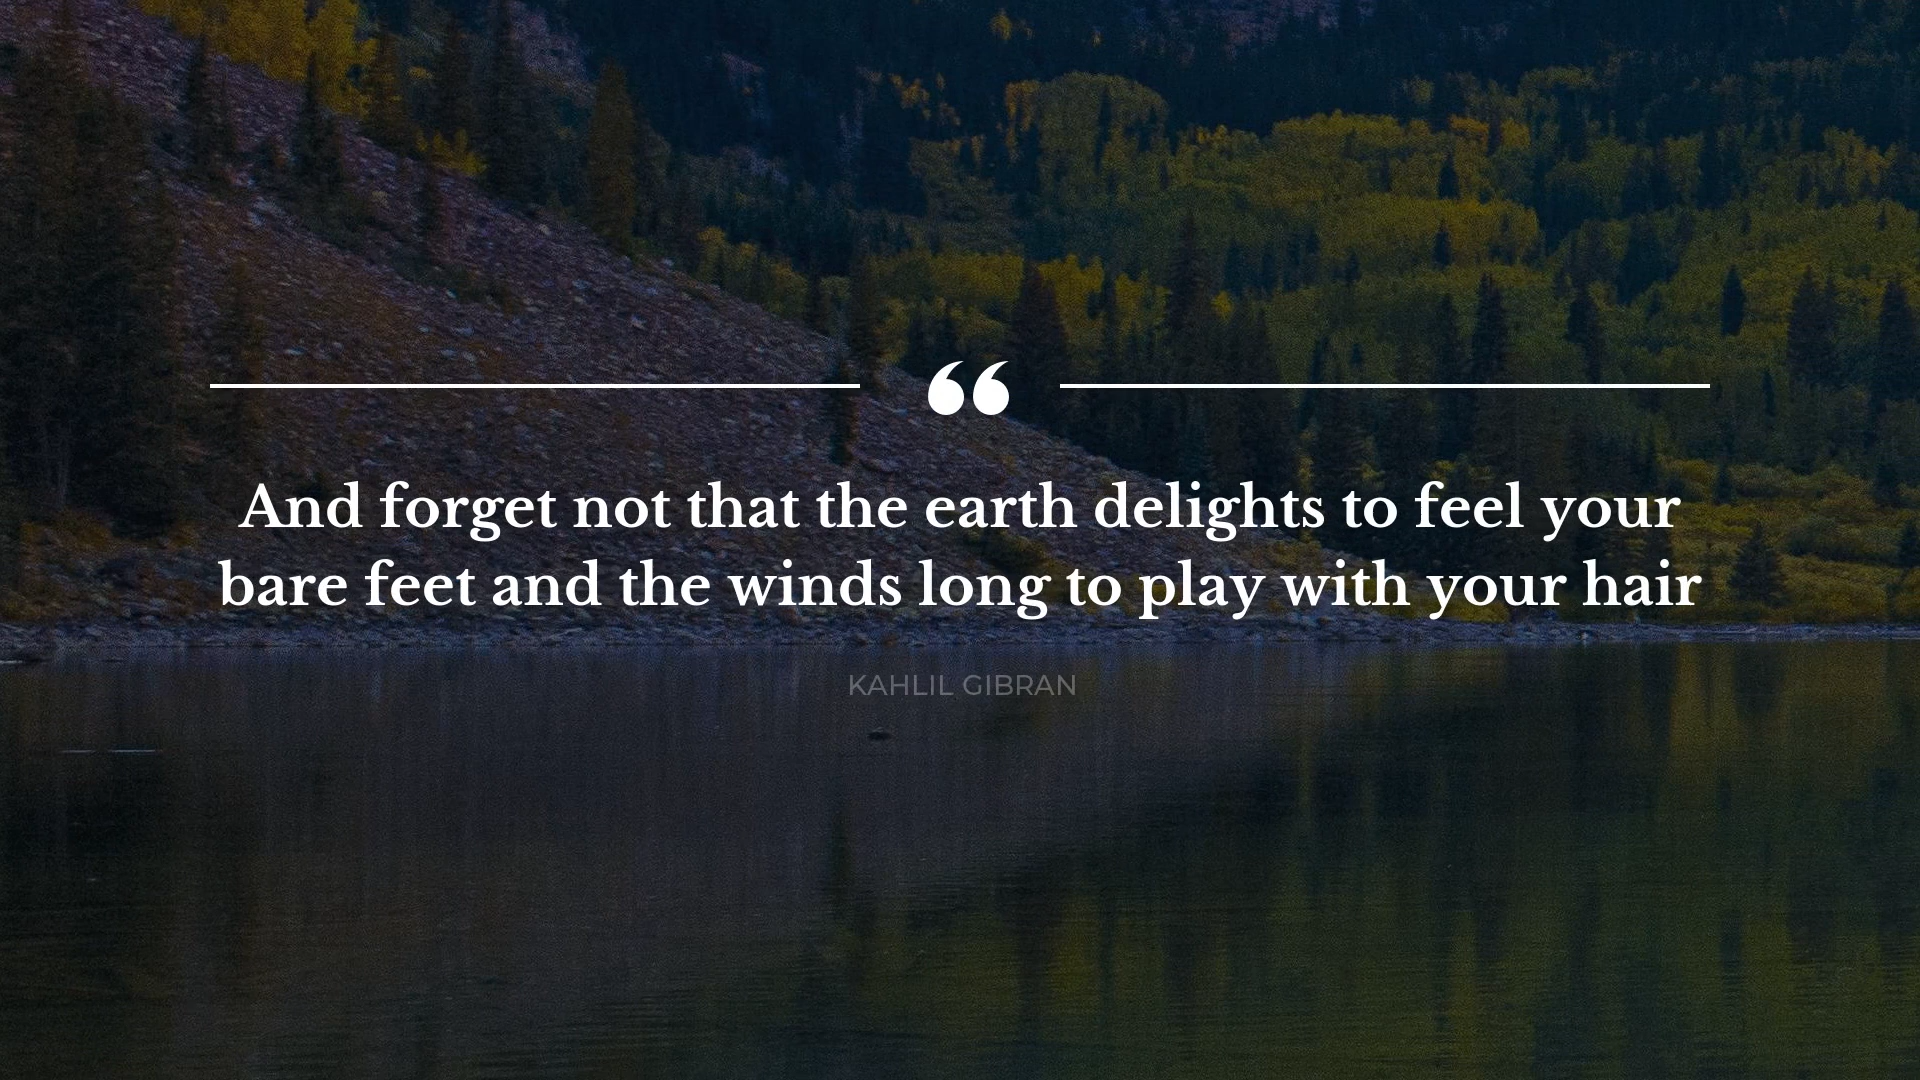 “
And forget not that the earth delights to feel your
bare feet and the winds long to play with your hair
KAHLIL GIBRAN